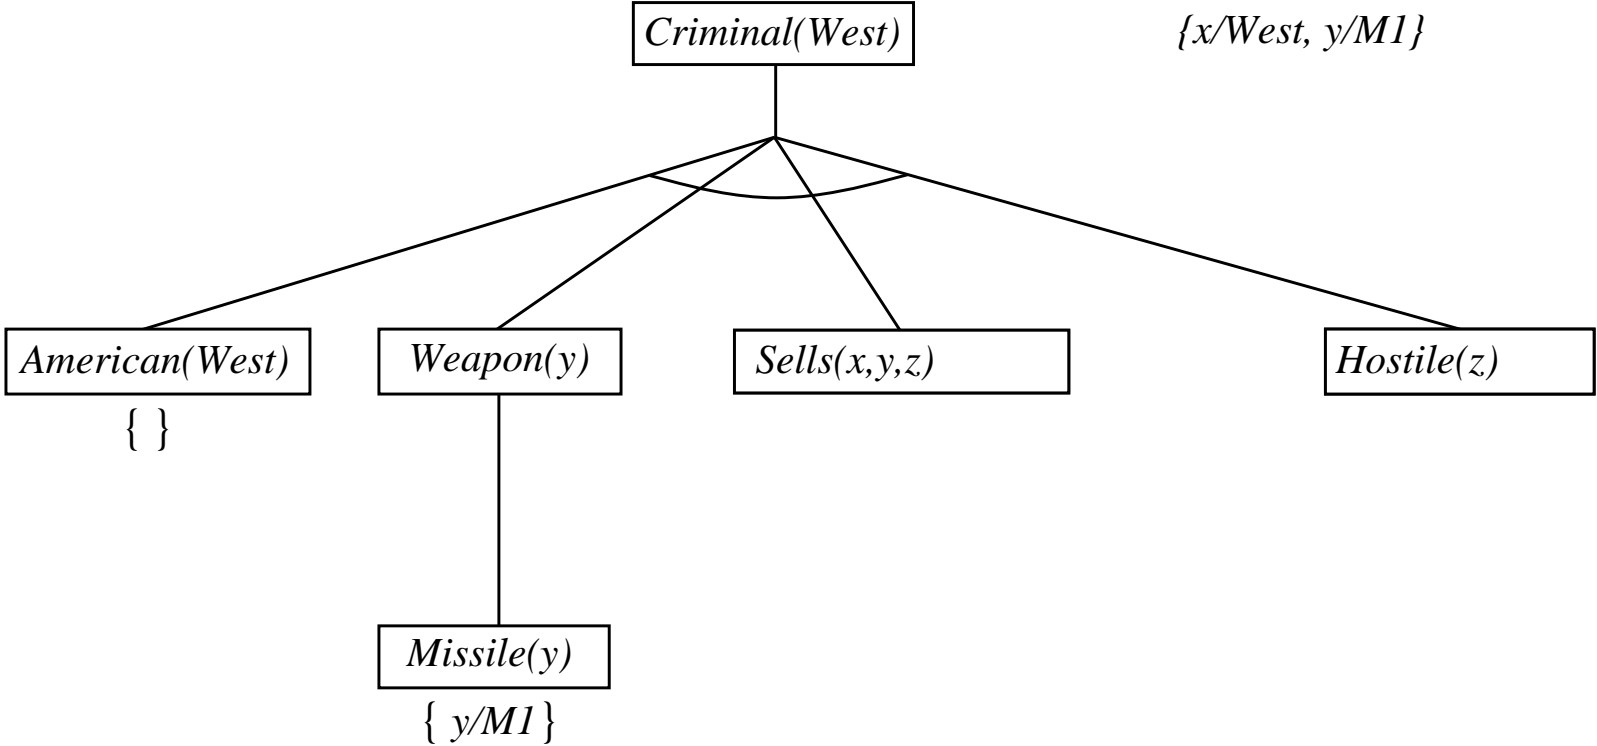 Criminal(West)
{x/West, y/M1}
American(West)
Weapon(y)
Sells(x,y,z)
Hostile(z)
{ }
Missile(y)
{ y/M1 }